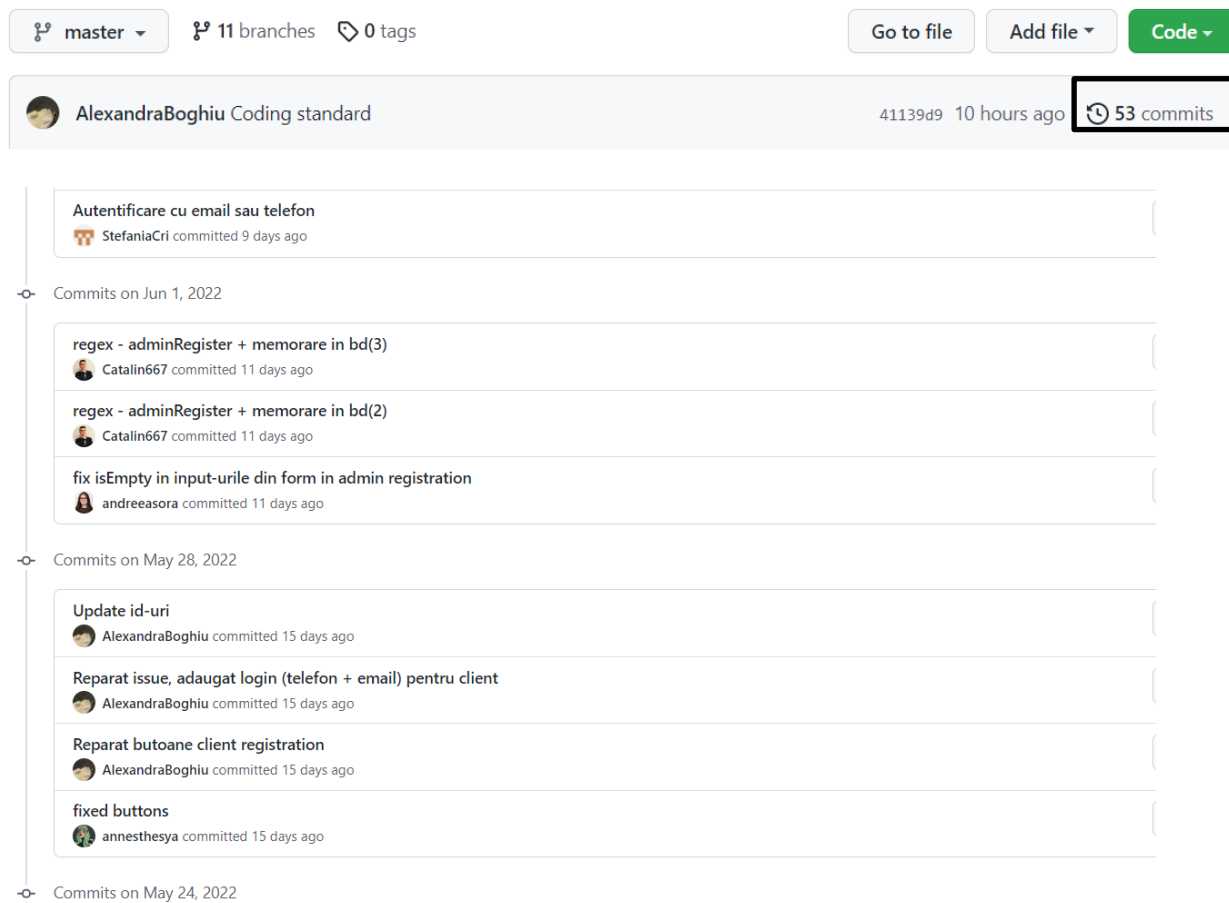 master 11 branches 0 tags Go to file Add file Code
AlexandraBoghiu Coding standard 41139d9 10 hours ago 53 commits
Autentificare cu email sau telefon
StefaniaCri committed 9 days ago
Commits on Jun 1, 2022
regex - adminRegister + memorare in bd(3)
Catalin667 committed 11 days ago
regex - adminRegister + memorare in bd(2)
Catalin667 committed 11 days ago
fix isEmpty in input-urile din form in admin registration
andreeasora committed 11 days ago
Commits on May 28, 2022
Update id-uri
AlexandraBoghiu committed 15 days ago
Reparat issue, adaugat login (telefon + email) pentru client
AlexandraBoghiu committed 15 days ago
Reparat butoane client registration
AlexandraBoghiu committed 15 days ago
fixed buttons
annesthesya committed 15 days ago
Commits on May 24, 2022